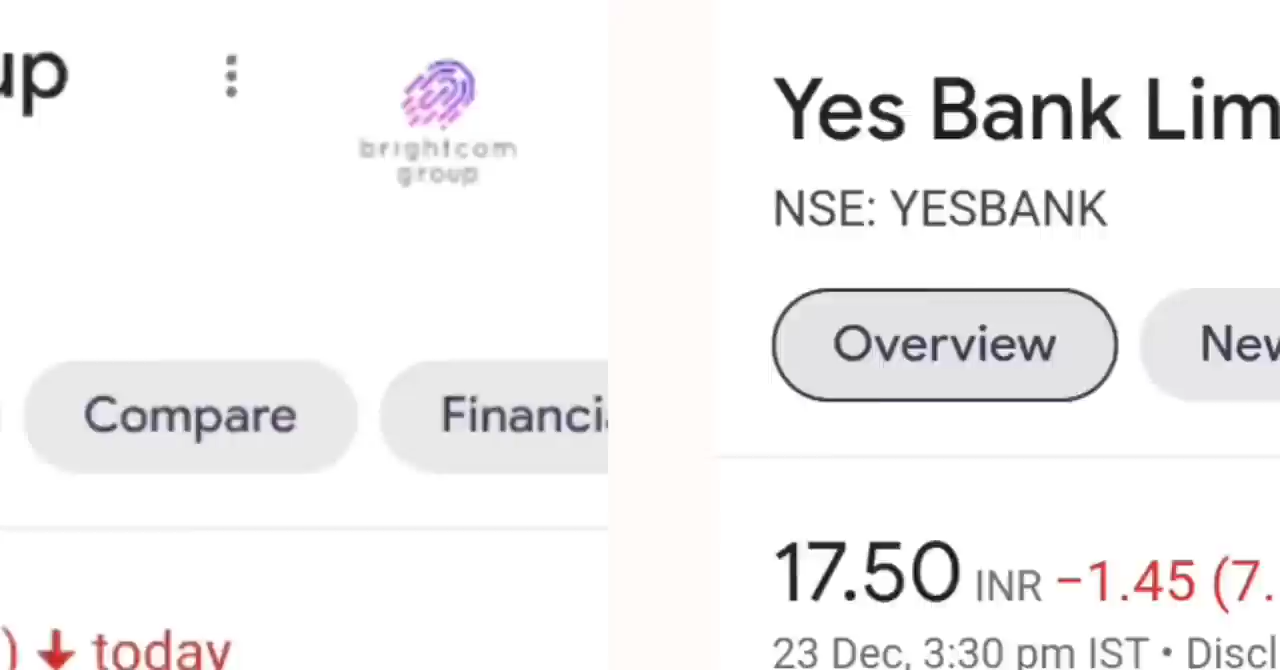 up
brightcom
group
Compare
Financi
) today
Yes Bank Lim
NSE: YESBANK
Overview
New
17.50 INR −1.45 (7.
23 Dec, 3:30 pm IST • Discl